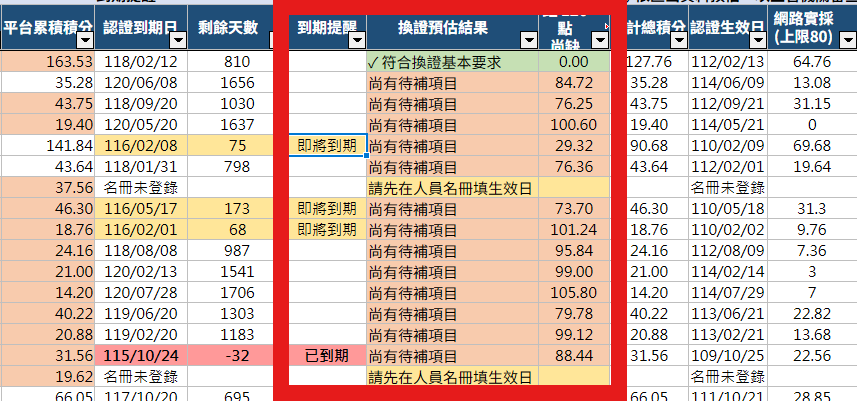 平台累積積分 認證到期日 剩餘天數 到期提醒 換證預估結果 點 計總積分 認證生效日 網路實採 (上限80)
163.53 118/02/12 810 ✓ 符合換證基本要求 0.00 127.76 112/02/13 64.76
35.28 120/06/08 1656 尚有待補項目 84.72 35.28 114/06/09 13.08
43.75 118/09/20 1030 尚有待補項目 76.25 43.75 112/09/21 31.15
19.40 120/05/20 1637 尚有待補項目 100.60 19.40 114/05/21 0
141.84 116/02/08 75 即將到期 尚有待補項目 29.32 90.68 110/02/09 69.68
43.64 118/01/31 798 尚有待補項目 76.36 43.64 112/02/01 19.64
37.56 名冊未登錄 請先在人員名冊填生效日 名冊未登錄
46.30 116/05/17 173 即將到期 尚有待補項目 73.70 46.30 110/05/18 31.3
18.76 116/02/01 68 即將到期 尚有待補項目 101.24 18.76 110/02/02 9.76
24.16 118/08/08 987 尚有待補項目 95.84 24.16 112/08/09 7.36
21.00 120/02/13 1541 尚有待補項目 99.00 21.00 114/02/14 3
14.20 120/07/28 1706 尚有待補項目 105.80 14.20 114/07/29 7
40.22 119/06/20 1303 尚有待補項目 79.78 40.22 113/06/21 22.82
20.88 119/02/20 1183 尚有待補項目 99.12 20.88 113/02/21 13.68
31.56 115/10/24 -32 已到期 尚有待補項目 88.44 31.56 109/10/25 22.56
19.62 名冊未登錄 請先在人員名冊填生效日 名冊未登錄
66.05 117/10/20 695 66.05 111/10/21 28.85